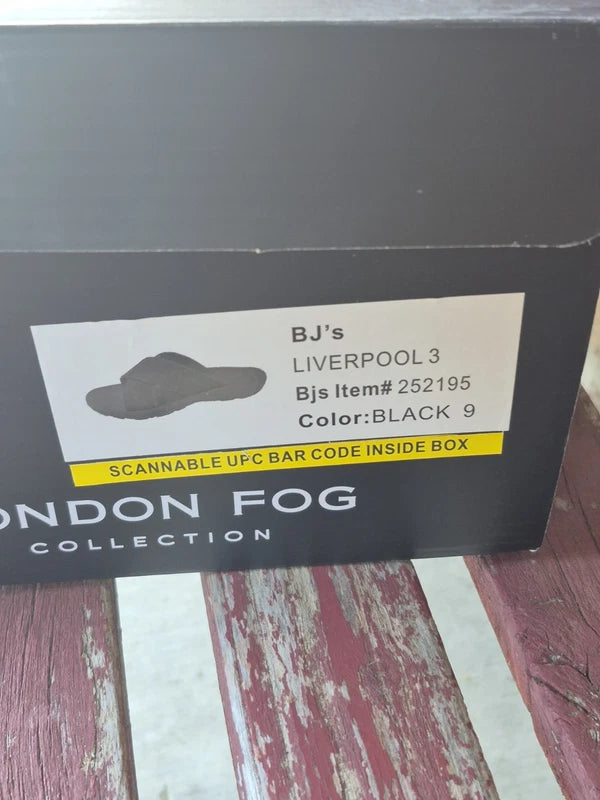 BJ's
LIVERPOOL 3
Bjs Item# 252195
Color:BLACK 9
SCANNABLE UPC BAR CODE INSIDE BOX
ONDON FOG
COLLECTION